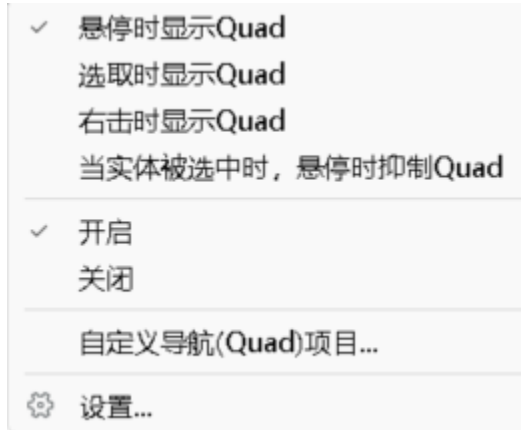 悬停时显示Quad
选取时显示Quad
右击时显示Quad
当实体被选中时，悬停时抑制Quad
开启
关闭
自定义导航(Quad)项目...
设置...